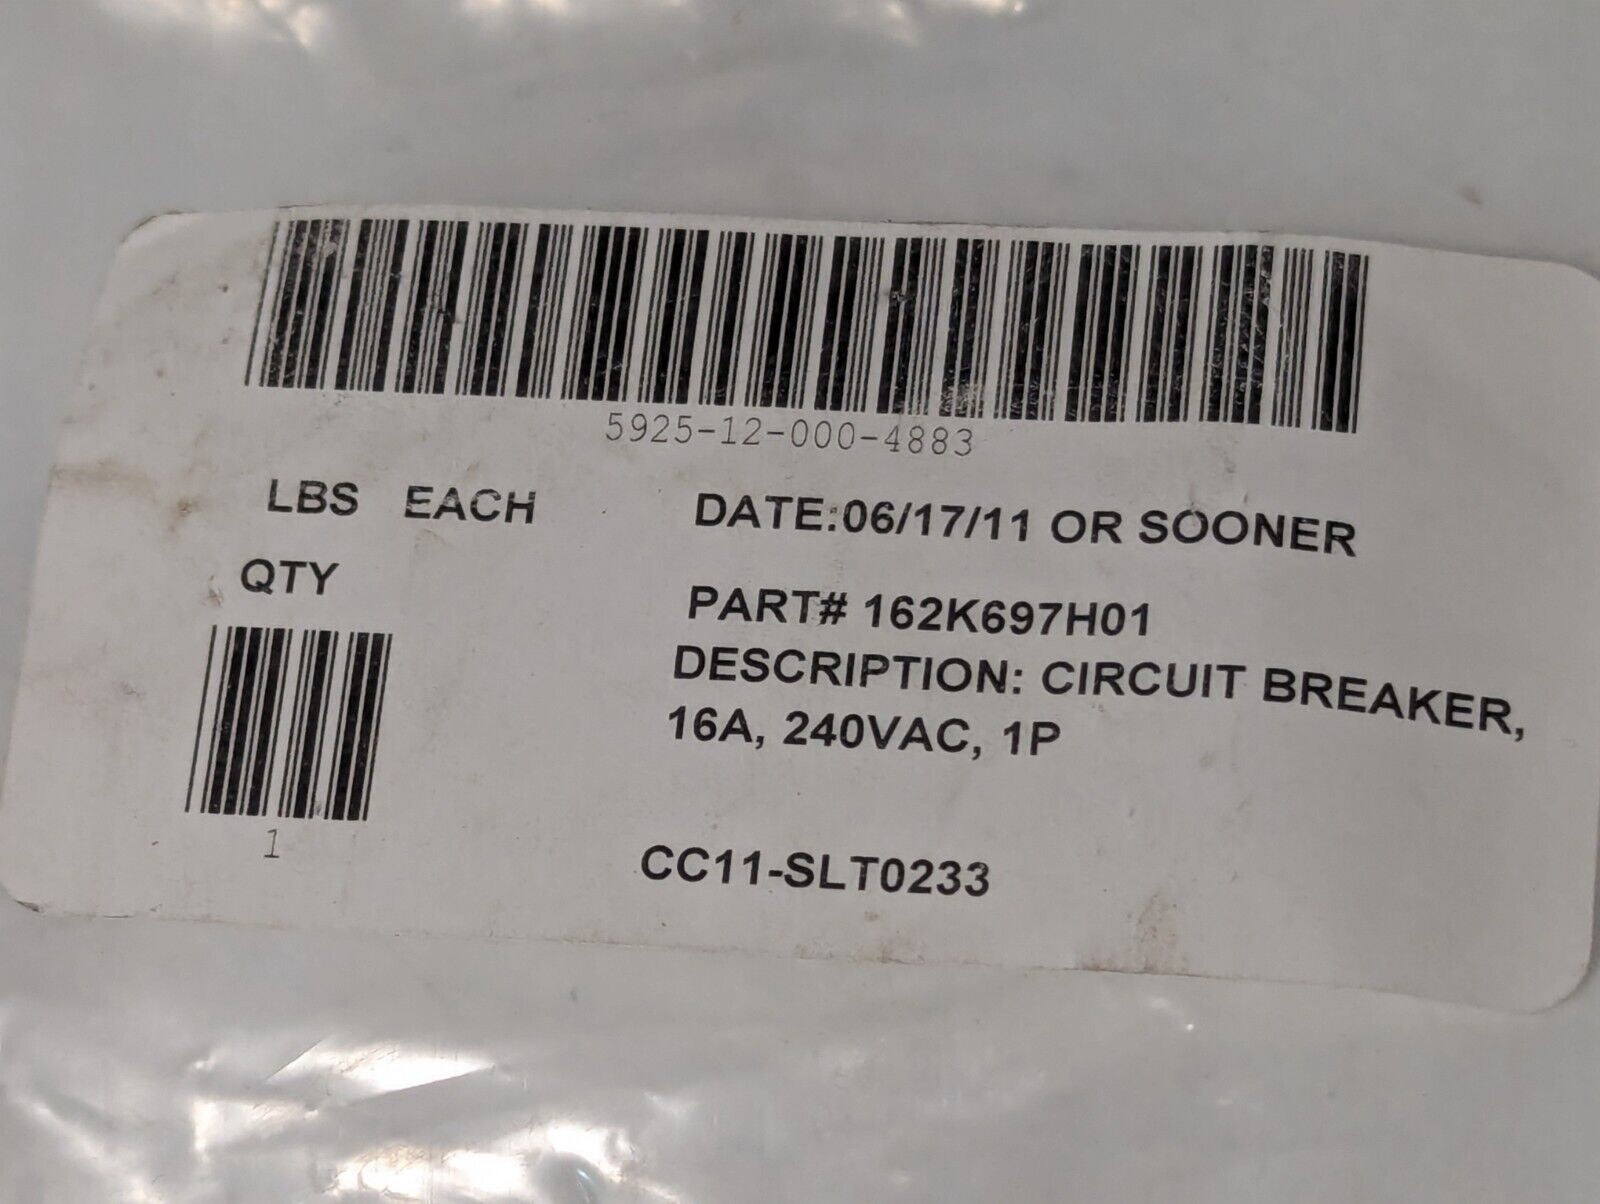 5925-12-000-4883
LBS EACH
DATE:06/17/11 OR SOONER
QTY
PART# 162K697H01
DESCRIPTION: CIRCUIT BREAKER,
16A, 240VAC, 1P
1
CC11-SLT0233